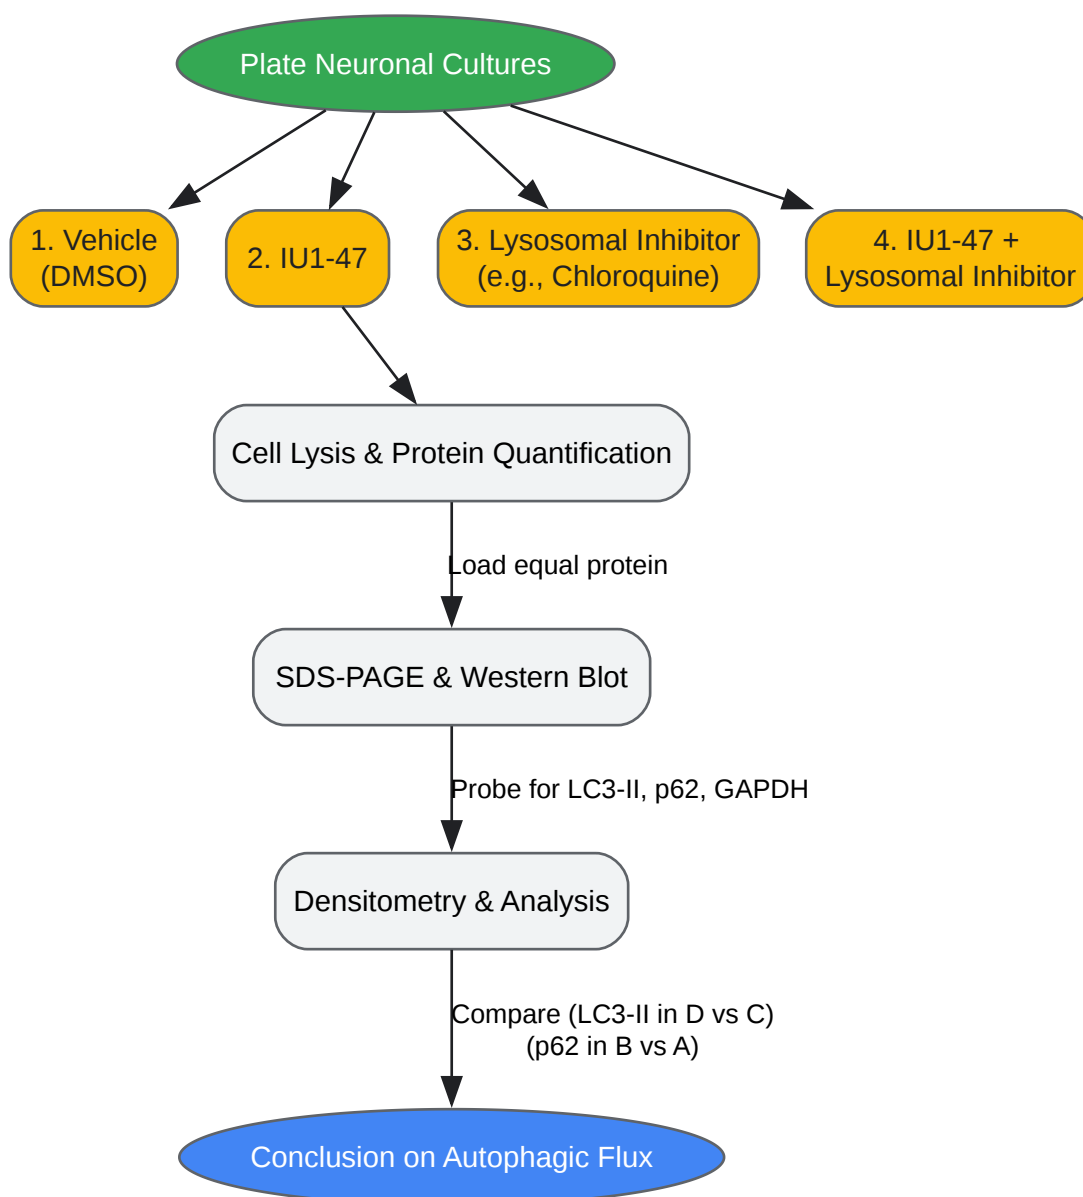 Plate Neuronal Cultures
1. Vehicle
(DMSO)
2. IU1-47
3. Lysosomal Inhibitor
(e.g., Chloroquine)
4. IU1-47 +
Lysosomal Inhibitor
Cell Lysis & Protein Quantification
Load equal protein
SDS-PAGE & Western Blot
Probe for LC3-II, p62, GAPDH
Densitometry & Analysis
Compare (LC3-II in D vs C)
(p62 in B vs A)
Conclusion on Autophagic Flux